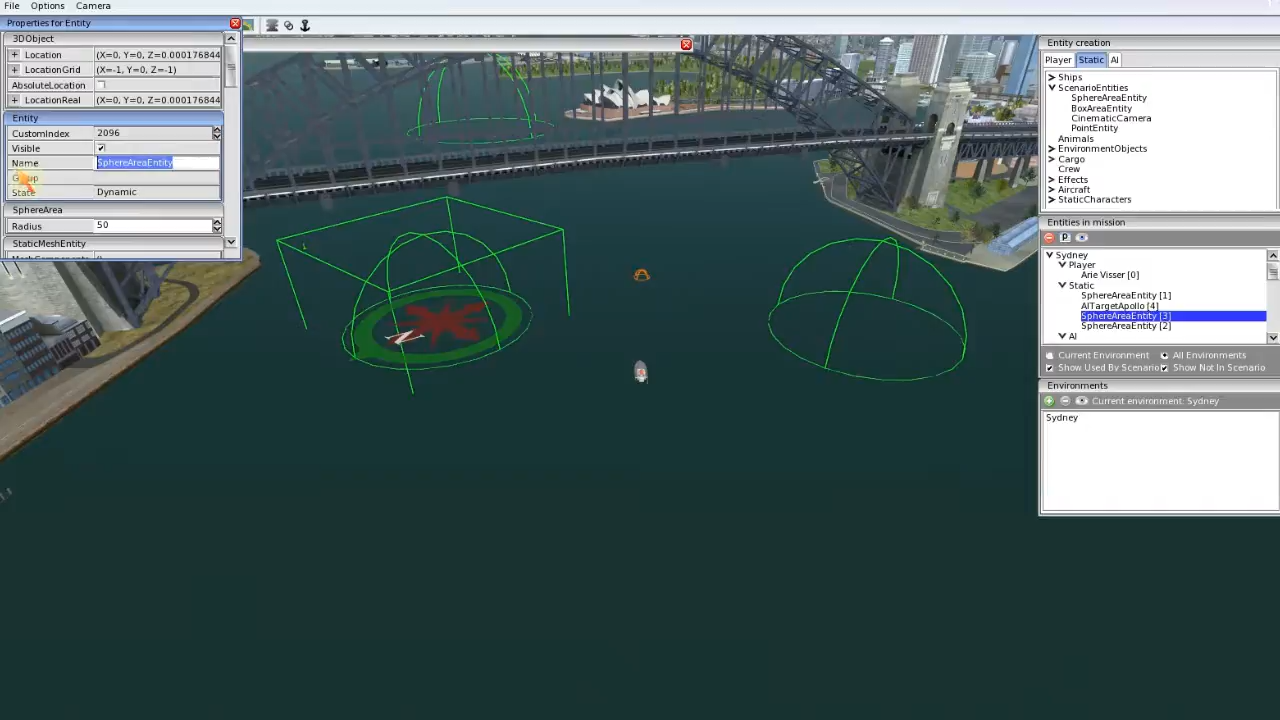 File Options Camera
Properties for Entity
3DObject
+ Location (X=0, Y=0, Z=0.000176844
+ LocationGrid (X=-1, Y=0, Z=-1)
AbsoluteLocation
+ LocationReal (X=0, Y=0, Z=0.000176844
Entity
CustomIndex 2096
Visible
Name SphereAreaEntity
Group
State Dynamic
SphereArea
Radius 50
StaticMeshEntity
Entity creation
Player Static AI
Ships
ScenarioEntities
SphereAreaEntity
BoxAreaEntity
CinematicCamera
PointEntity
Animals
EnvironmentObjects
Cargo
Crew
Effects
Aircraft
StaticCharacters
Entities in mission
P
Sydney
Player
Arie Visser [0]
Static
SphereAreaEntity [1]
AITargetApollo [4]
SphereAreaEntity [3]
SphereAreaEntity [2]
AI
Current Environment All Environments
Show Used By Scenario Show Not In Scenario
Environments
Current environment: Sydney
Sydney